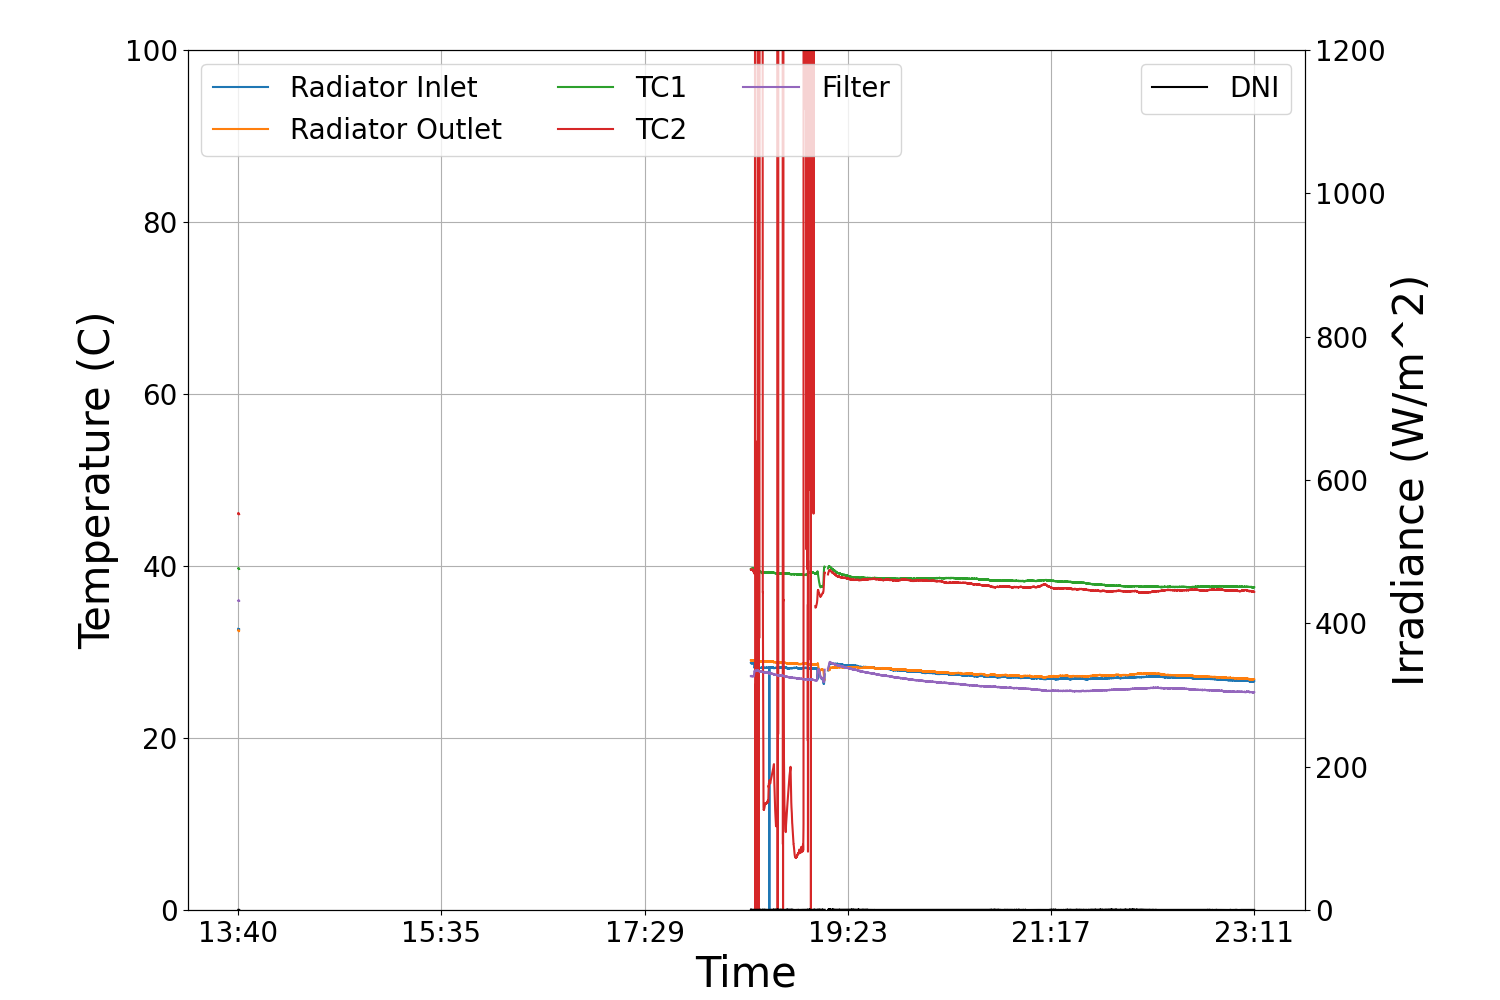 100
80
60
40
20
0
Temperature (C)
Radiator Inlet
Radiator Outlet
TC1
TC2
Filter
DNI
1200
1000
800
600
400
200
0
Irradiance (W/m^2)
13:40 15:35 17:29 19:23 21:17 23:11
Time